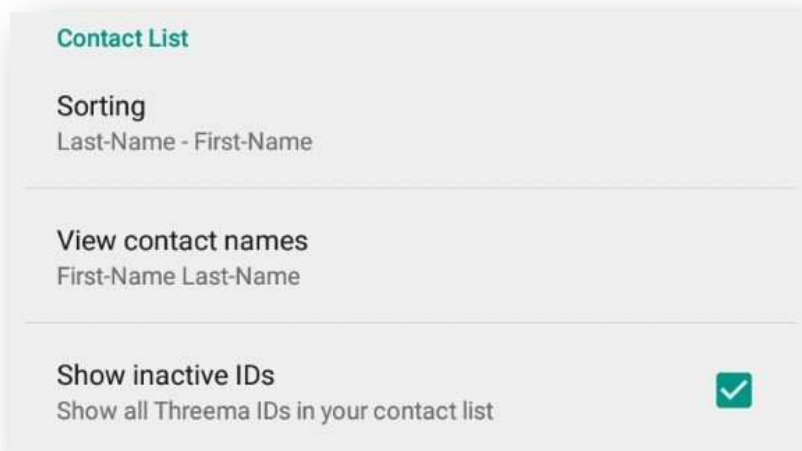 Contact List
Sorting
Last-Name - First-Name
View contact names
First-Name Last-Name
Show inactive IDs
Show all Threema IDs in your contact list